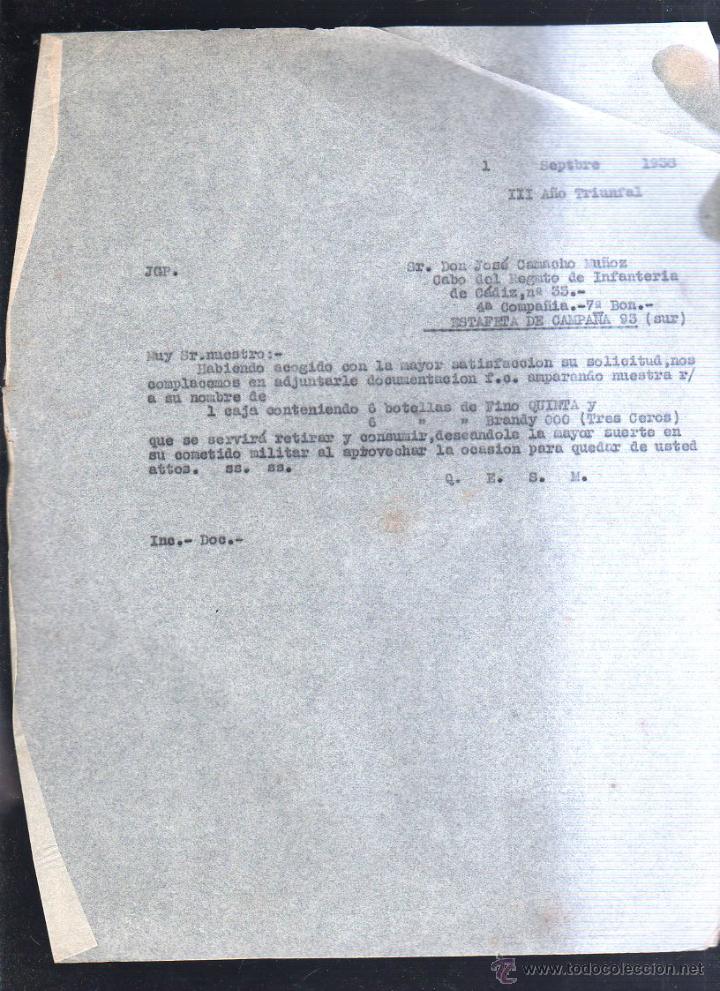 1 Septbre 1938
III Año Triunfal
JGP.
Sr. Don José Camacho Muñoz
Cabo del Regmto de Infanteria
de Cádiz,nº 33.-
4ª Compañia.-7º Bon.-
ESTAFETA DE CAMPAÑA 93 (sur)
Muy Sr.nuestro:-
Habiendo acogido con la mayor satisfaccion su solicitud,nos
complacemos en adjuntarle documentacion f.c. amparando nuestra r/
a su nombre de
1 caja conteniendo 6 botellas de Fino QUINTA y
6 " " Brandy 000 (Tres Ceros)
que se servirá retirar y consumir,deseandole la mayor suerte en
su cometido militar al aprovechar la ocasion para quedar de usted
attos. ss. ss.
Q. E. S. M.
Inc.- Doc.-
© www.todocoleccion.net